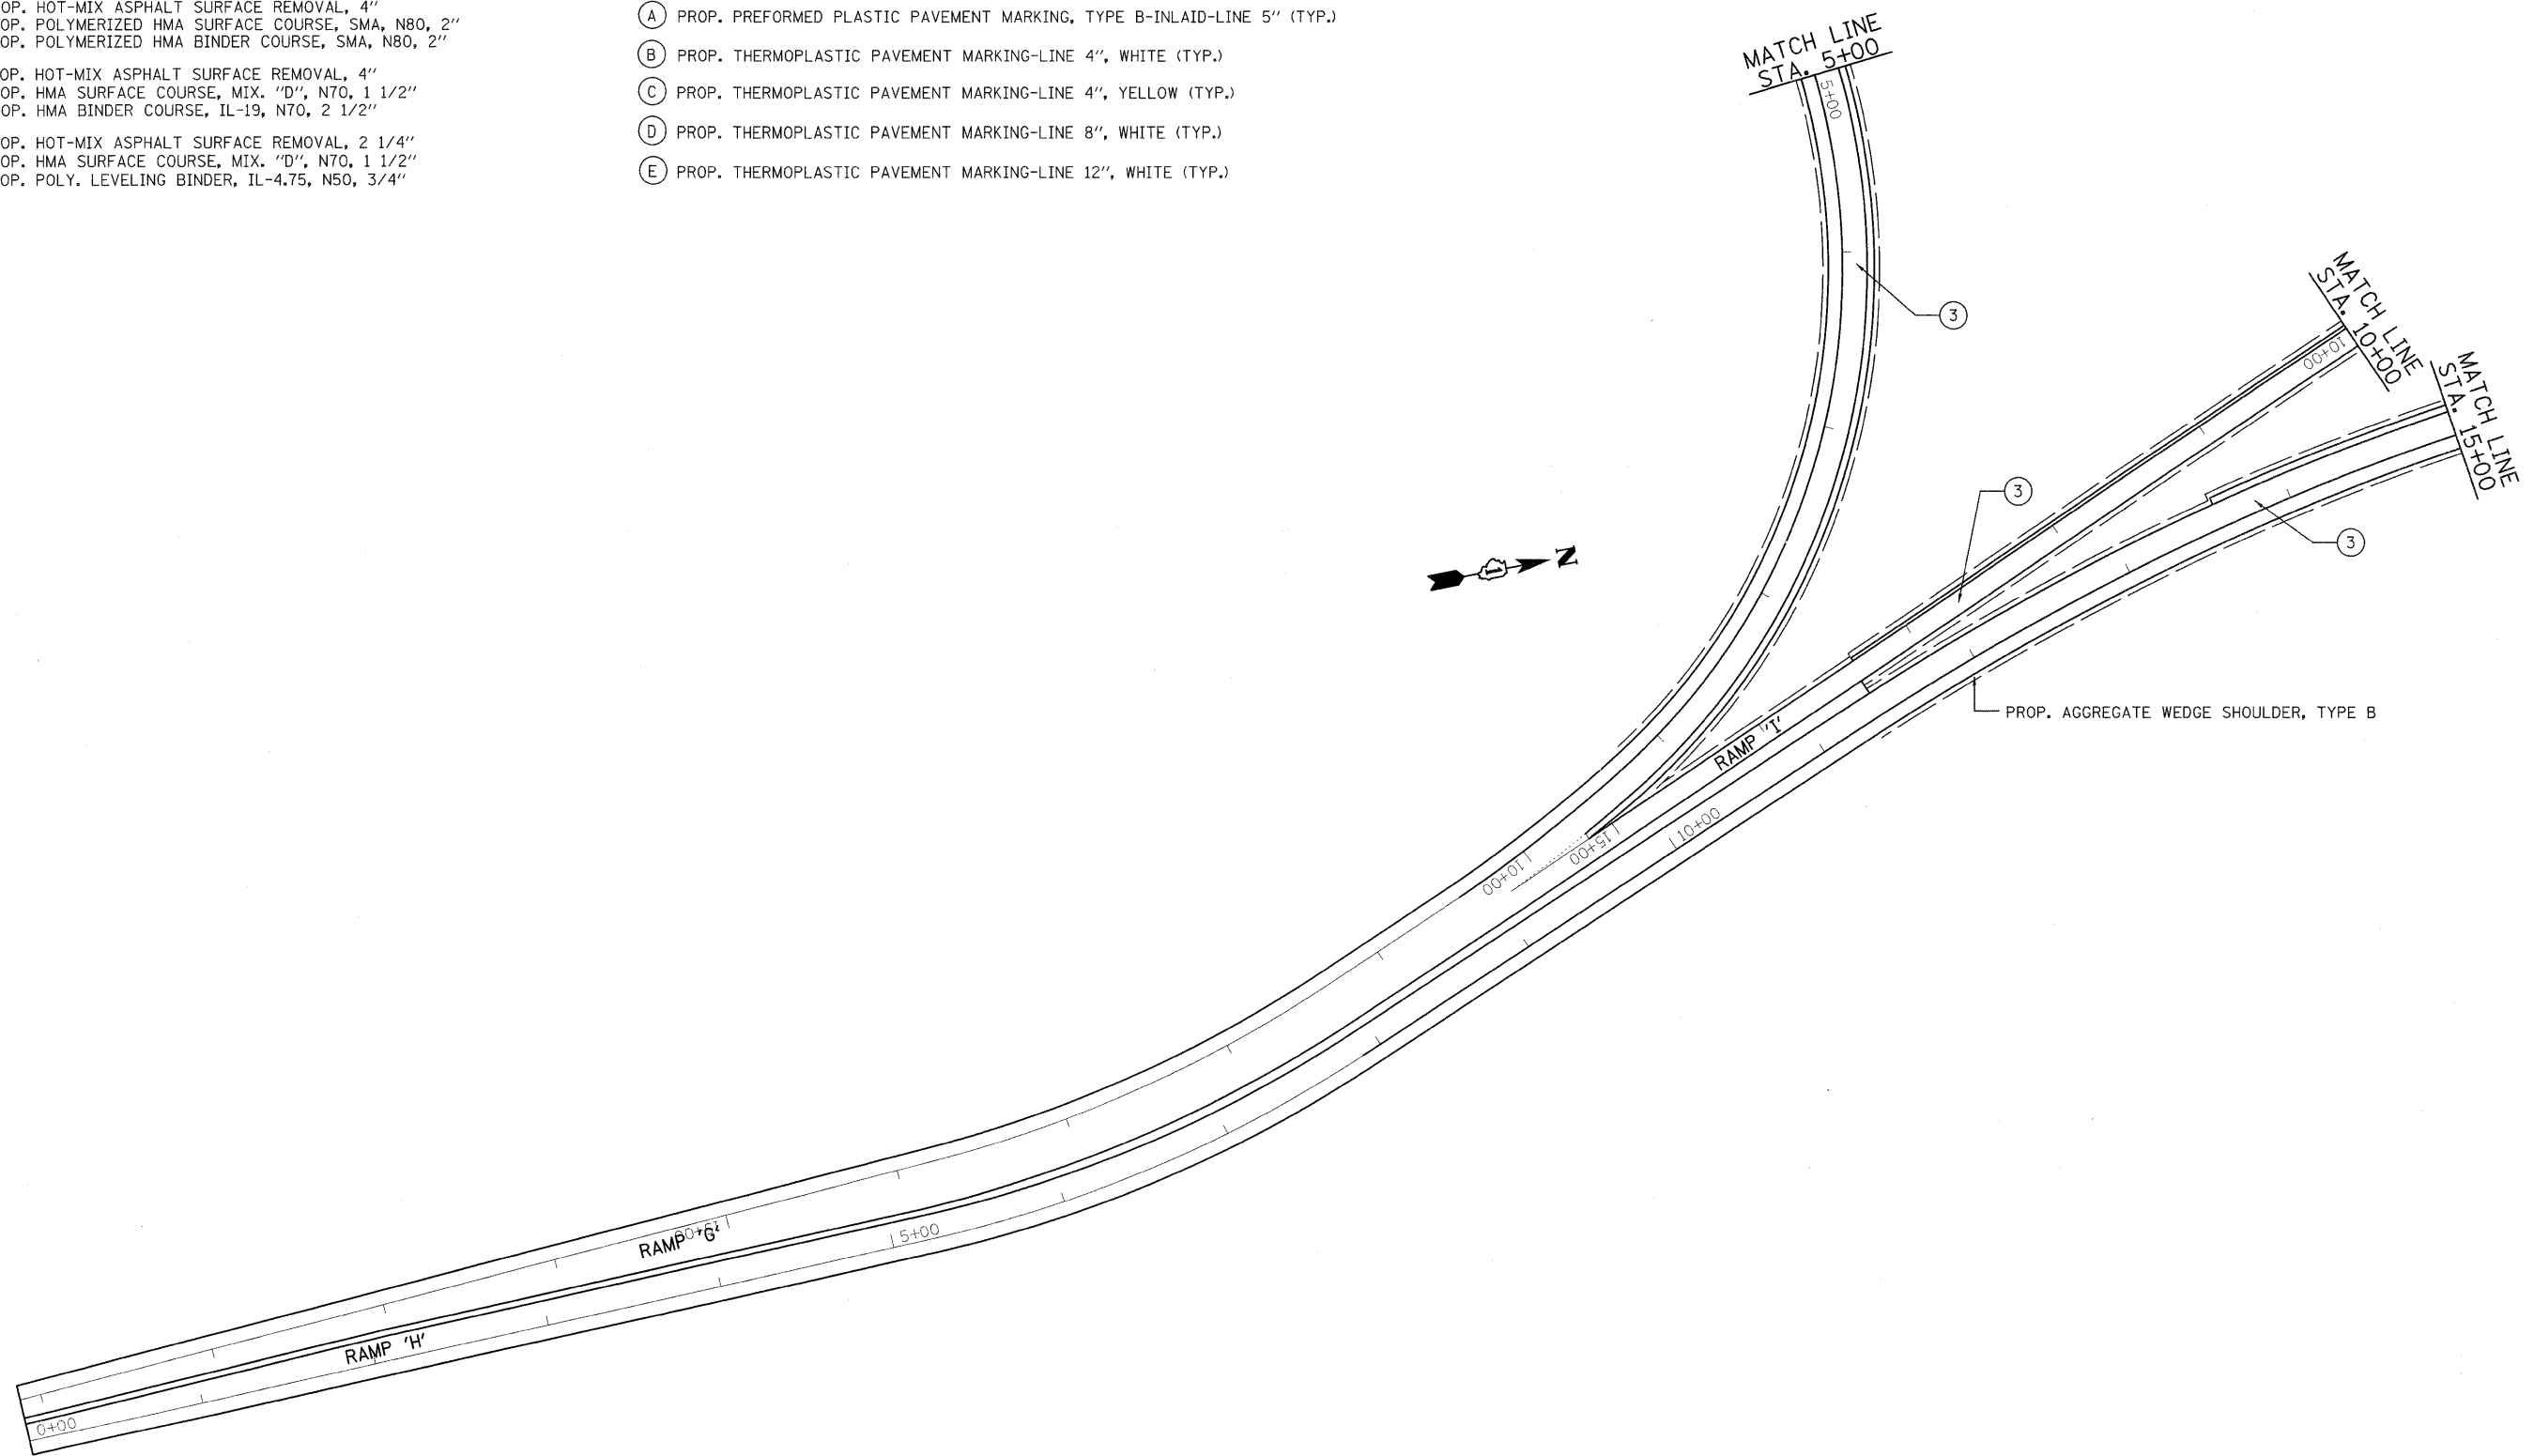 OP. HOT-MIX ASPHALT SURFACE REMOVAL, 4"
OP. POLYMERIZED HMA SURFACE COURSE, SMA, N80, 2"
OP. POLYMERIZED HMA BINDER COURSE, SMA, N80, 2"
OP. HOT-MIX ASPHALT SURFACE REMOVAL, 4"
OP. HMA SURFACE COURSE, MIX. "D", N70, 1 1/2"
OP. HMA BINDER COURSE, IL-19, N70, 2 1/2"
OP. HOT-MIX ASPHALT SURFACE REMOVAL, 2 1/4"
OP. HMA SURFACE COURSE, MIX. "D", N70, 1 1/2"
OP. POLY. LEVELING BINDER, IL-4.75, N50, 3/4"
A PROP. PREFORMED PLASTIC PAVEMENT MARKING, TYPE B-INLAID-LINE 5" (TYP.)
B PROP. THERMOPLASTIC PAVEMENT MARKING-LINE 4", WHITE (TYP.)
C PROP. THERMOPLASTIC PAVEMENT MARKING-LINE 4", YELLOW (TYP.)
D PROP. THERMOPLASTIC PAVEMENT MARKING-LINE 8", WHITE (TYP.)
E PROP. THERMOPLASTIC PAVEMENT MARKING-LINE 12", WHITE (TYP.)
MATCH LINE
STA. 5+00
5+00
3
MATCH LINE
STA. 10+00
10+00
MATCH LINE
STA. 15+00
3
3
N
PROP. AGGREGATE WEDGE SHOULDER, TYPE B
RAMP 'I'
10+00
15+00
10+00
RAMP 'G'
15+00
5+00
RAMP 'H'
0+00